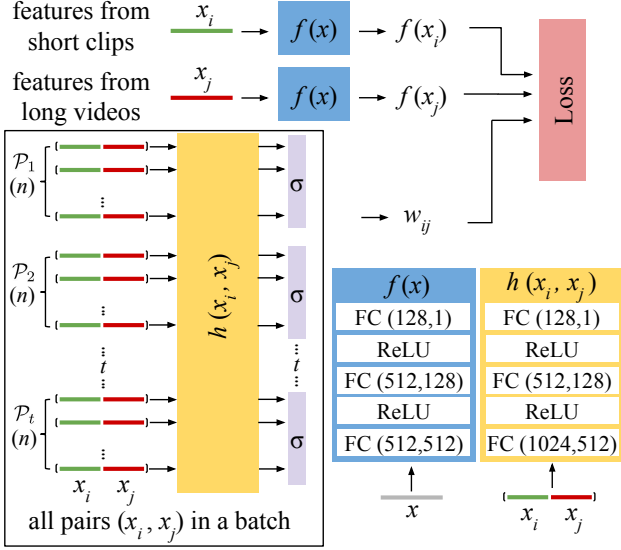 features from
short clips
x_i
f(x)
f(x_i)
features from
long videos
x_j
f(x)
f(x_j)
Loss
w_ij
P_1
(n)
...
σ
P_2
(n)
...
σ
h(x_i, x_j)
... t ...
... t ...
P_t
(n)
...
σ
x_i x_j
all pairs (x_i, x_j) in a batch
f(x)
FC (128,1)
ReLU
FC (512,128)
ReLU
FC (512,512)
x
h(x_i, x_j)
FC (128,1)
ReLU
FC (512,128)
ReLU
FC (1024,512)
x_i x_j